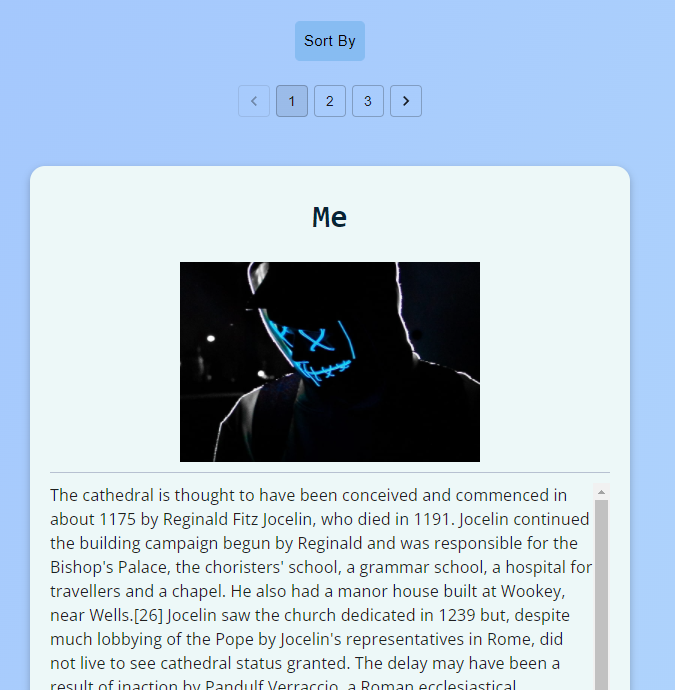 Sort By
1 2 3
Me
The cathedral is thought to have been conceived and commenced in
about 1175 by Reginald Fitz Jocelin, who died in 1191. Jocelin continued
the building campaign begun by Reginald and was responsible for the
Bishop's Palace, the choristers' school, a grammar school, a hospital for
travellers and a chapel. He also had a manor house built at Wookey,
near Wells.[26] Jocelin saw the church dedicated in 1239 but, despite
much lobbying of the Pope by Jocelin's representatives in Rome, did
not live to see cathedral status granted. The delay may have been a
result of inaction by Pandulf Verraccio, a Roman ecclesiastical